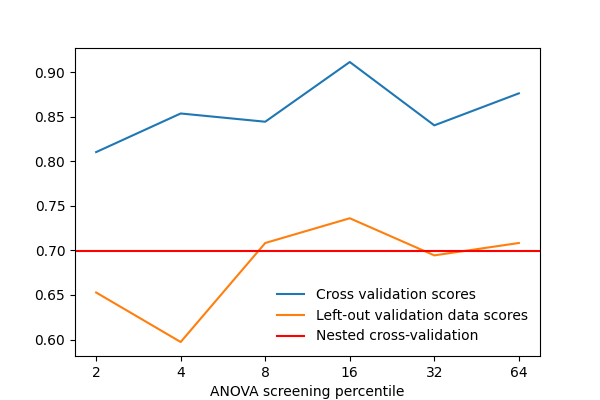 0.90
0.85
0.80
0.75
0.70
0.65
0.60
Cross validation scores
Left-out validation data scores
Nested cross-validation
2 4 8 16 32 64
ANOVA screening percentile